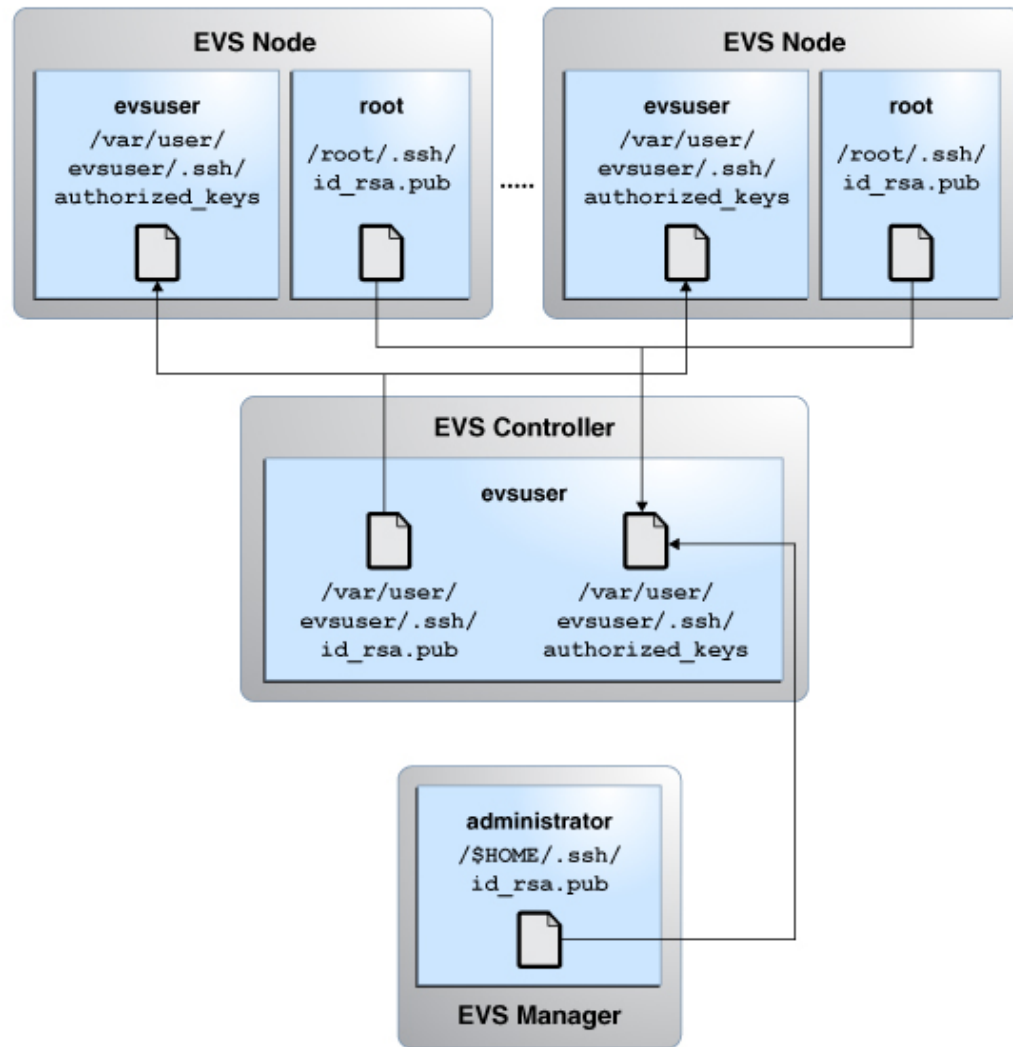 EVS Node
evsuser
/var/user/
evsuser/.ssh/
authorized_keys
root
/root/.ssh/
id_rsa.pub
.....
EVS Node
evsuser
/var/user/
evsuser/.ssh/
authorized_keys
root
/root/.ssh/
id_rsa.pub
EVS Controller
evsuser
/var/user/
evsuser/.ssh/
id_rsa.pub
/var/user/
evsuser/.ssh/
authorized_keys
administrator
/$HOME/.ssh/
id_rsa.pub
EVS Manager